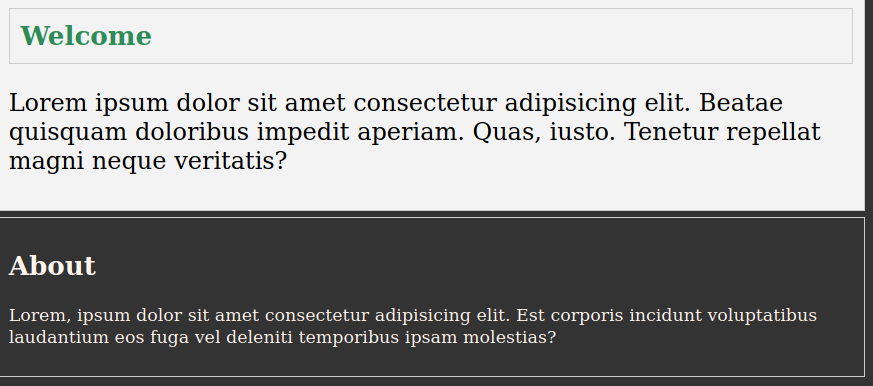 Welcome
Lorem ipsum dolor sit amet consectetur adipisicing elit. Beatae
quisquam doloribus impedit aperiam. Quas, iusto. Tenetur repellat
magni neque veritatis?
About
Lorem, ipsum dolor sit amet consectetur adipisicing elit. Est corporis incidunt voluptatibus
laudantium eos fuga vel deleniti temporibus ipsam molestias?